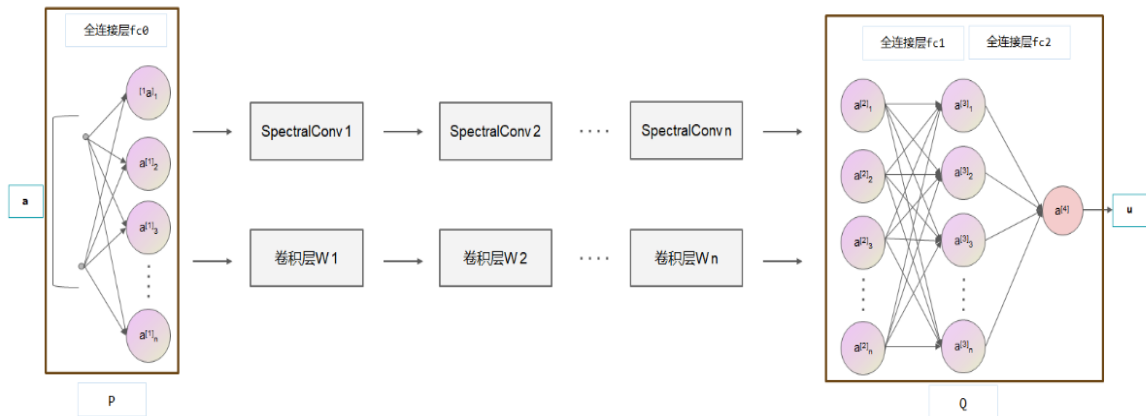 全连接层fc0
全连接层fc1
全连接层fc2
[1a]1
a[1]2
a[1]3
a[1]n
a
SpectralConv 1
SpectralConv 2
····
SpectralConv n
卷积层W 1
卷积层W 2
····
卷积层W n
a[2]1
a[2]2
a[2]3
a[2]n
a[3]1
a[3]2
a[3]3
a[3]n
a[4]
u
P
Q